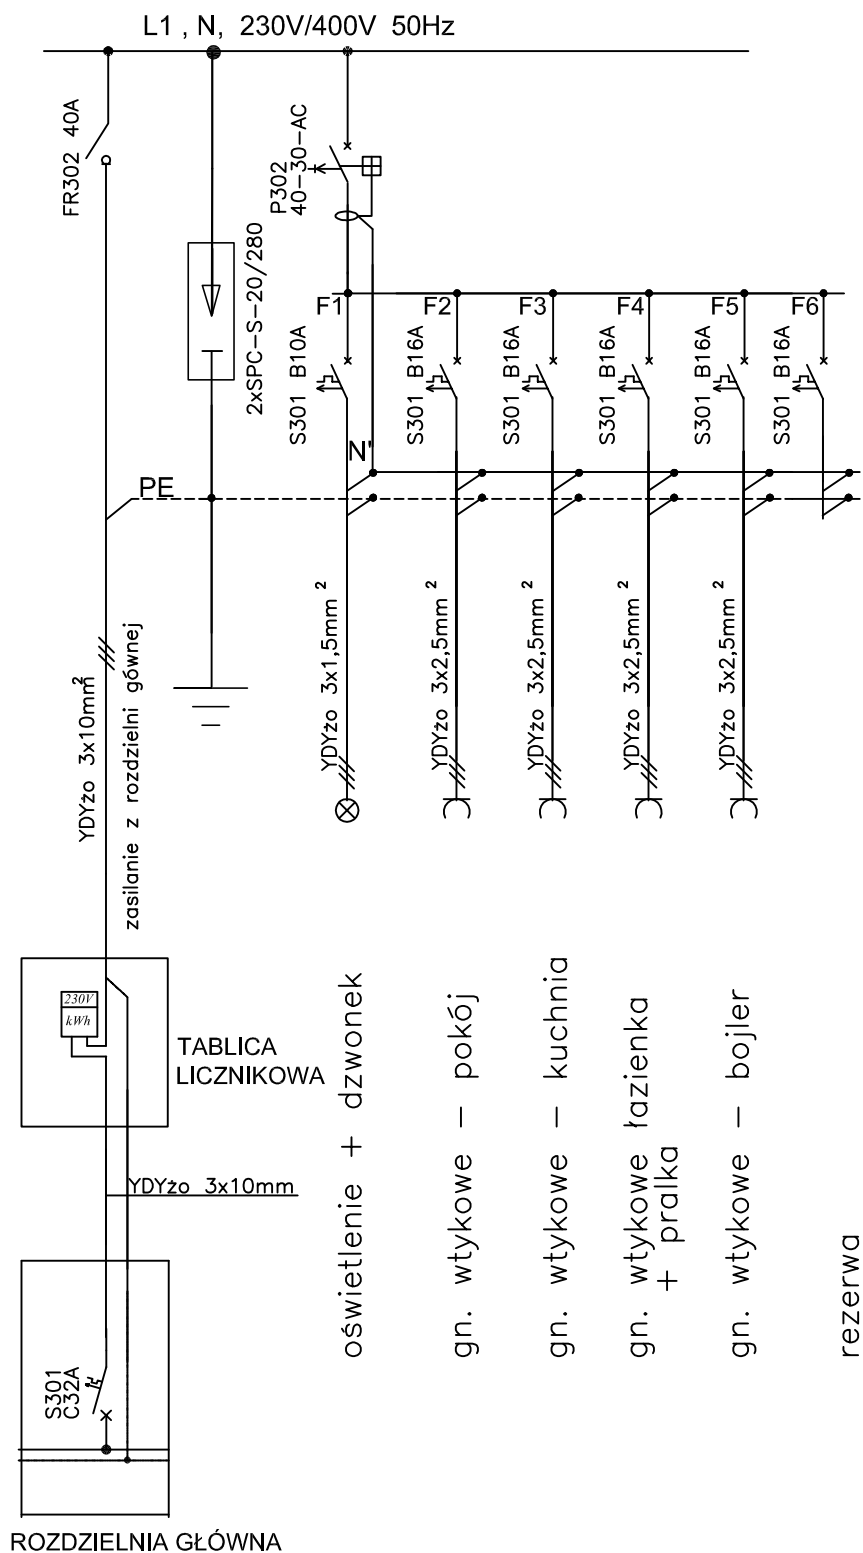 L1 , N, 230V/400V 50Hz
FR302 40A
2xSPC-S-20/280
P302
40-30-AC
F1
F2
F3
F4
F5
F6
S301 B10A
S301 B16A
S301 B16A
S301 B16A
S301 B16A
S301 B16A
N'
PE
YDYżo 3x10mm²
zasilanie z rozdzielni gównej
YDYżo 3x1,5mm²
YDYżo 3x2,5mm²
YDYżo 3x2,5mm²
YDYżo 3x2,5mm²
YDYżo 3x2,5mm²
230V
kWh
TABLICA
LICZNIKOWA
YDYżo 3x10mm
S301
C32A
ROZDZIELNIA GŁÓWNA
oświetlenie + dzwonek
gn. wtykowe – pokój
gn. wtykowe – kuchnia
gn. wtykowe łazienka
+ pralka
gn. wtykowe – bojler
rezerwa